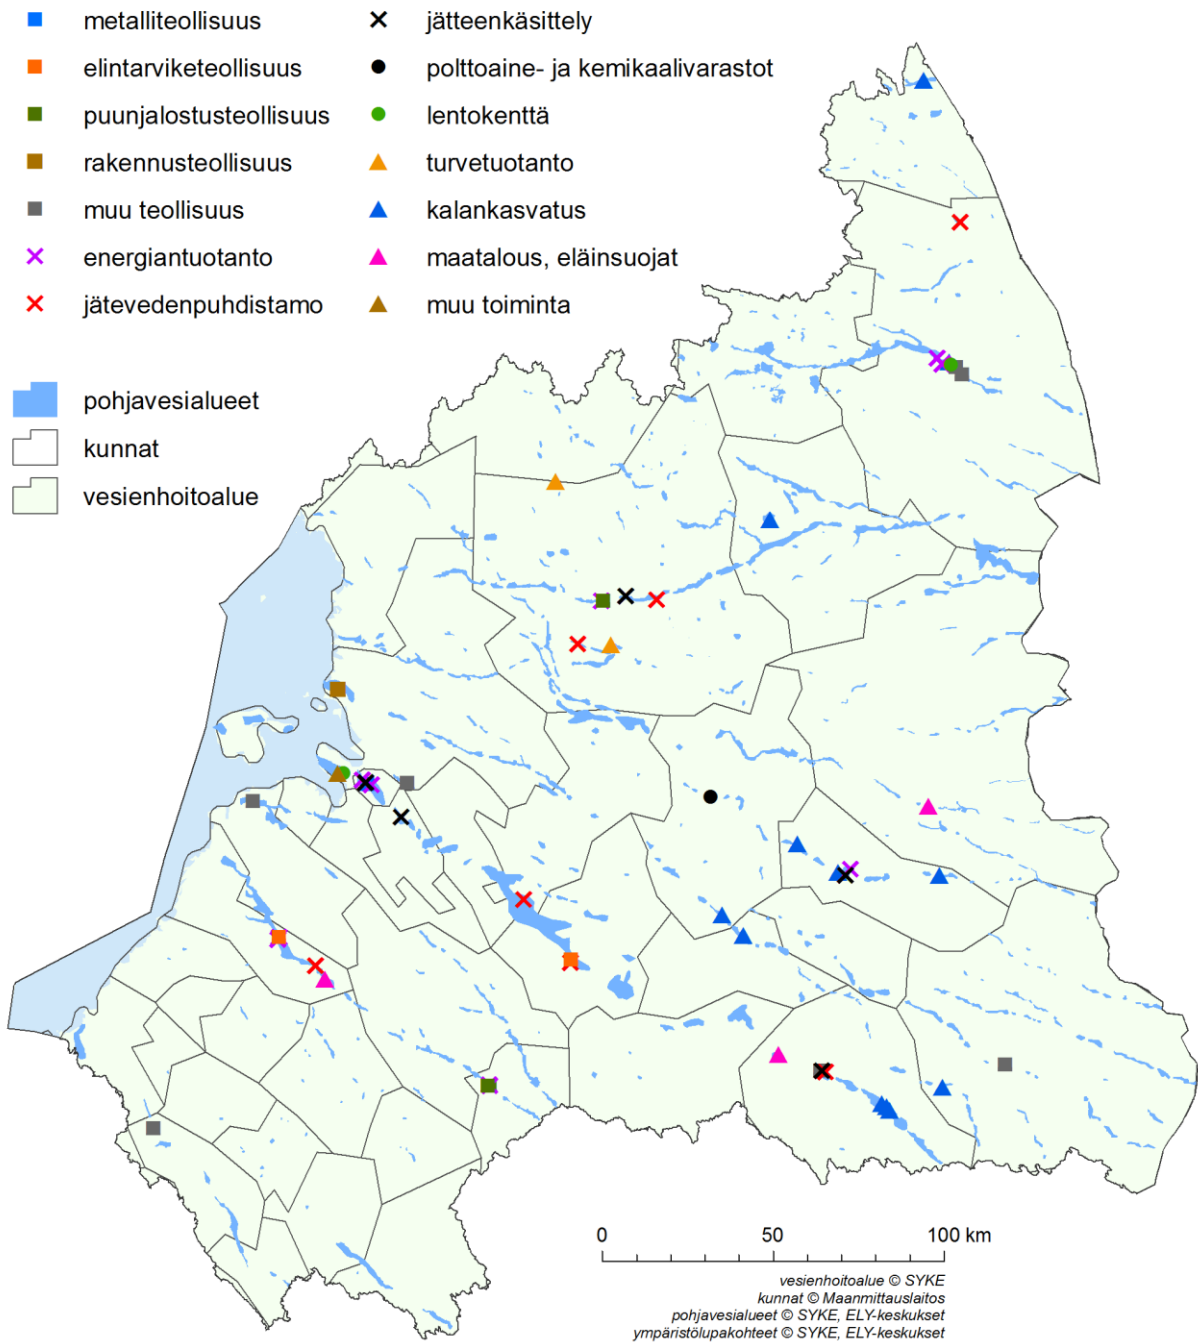 metalliteollisuus
elintarviketeollisuus
puunjalostusteollisuus
rakennusteollisuus
muu teollisuus
energiantuotanto
jätevedenpuhdistamo
jätteenkäsittely
polttoaine- ja kemikaalivarastot
lentokenttä
turvetuotanto
kalankasvatus
maatalous, eläinsuojat
muu toiminta
pohjavesialueet
kunnat
vesienhoitoalue
0 50 100 km
vesienhoitoalue © SYKE
kunnat © Maanmittauslaitos
pohjavesialueet © SYKE, ELY-keskukset
ympäristölupakohteet © SYKE, ELY-keskukset